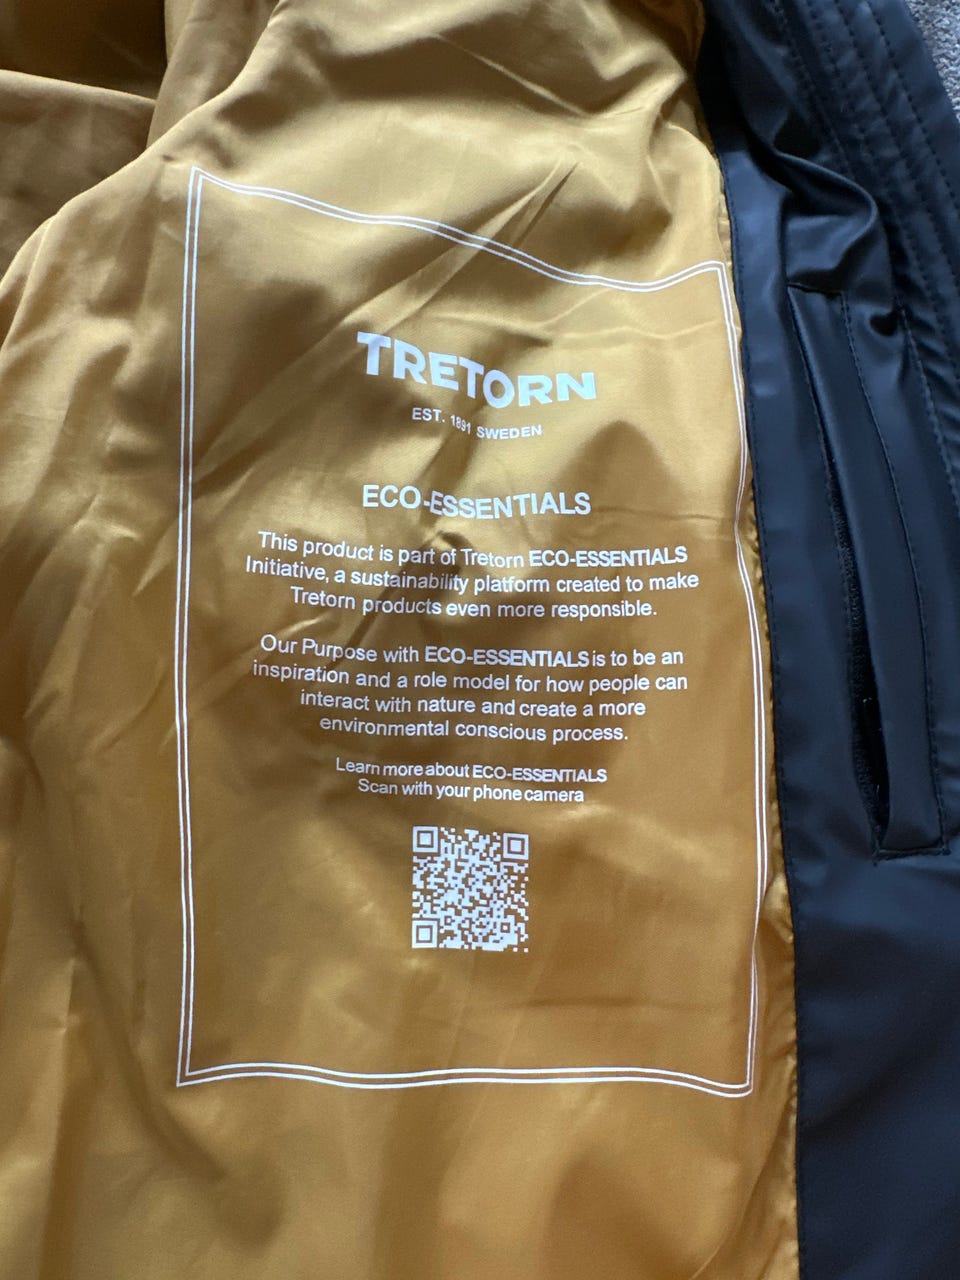 TRETORN
EST. 1891 SWEDEN
ECO-ESSENTIALS
This product is part of Tretorn ECO-ESSENTIALS
Initiative, a sustainability platform created to make
Tretorn products even more responsible.
Our Purpose with ECO-ESSENTIALS is to be an
inspiration and a role model for how people can
interact with nature and create a more
environmental conscious process.
Learn more about ECO-ESSENTIALS
Scan with your phone camera